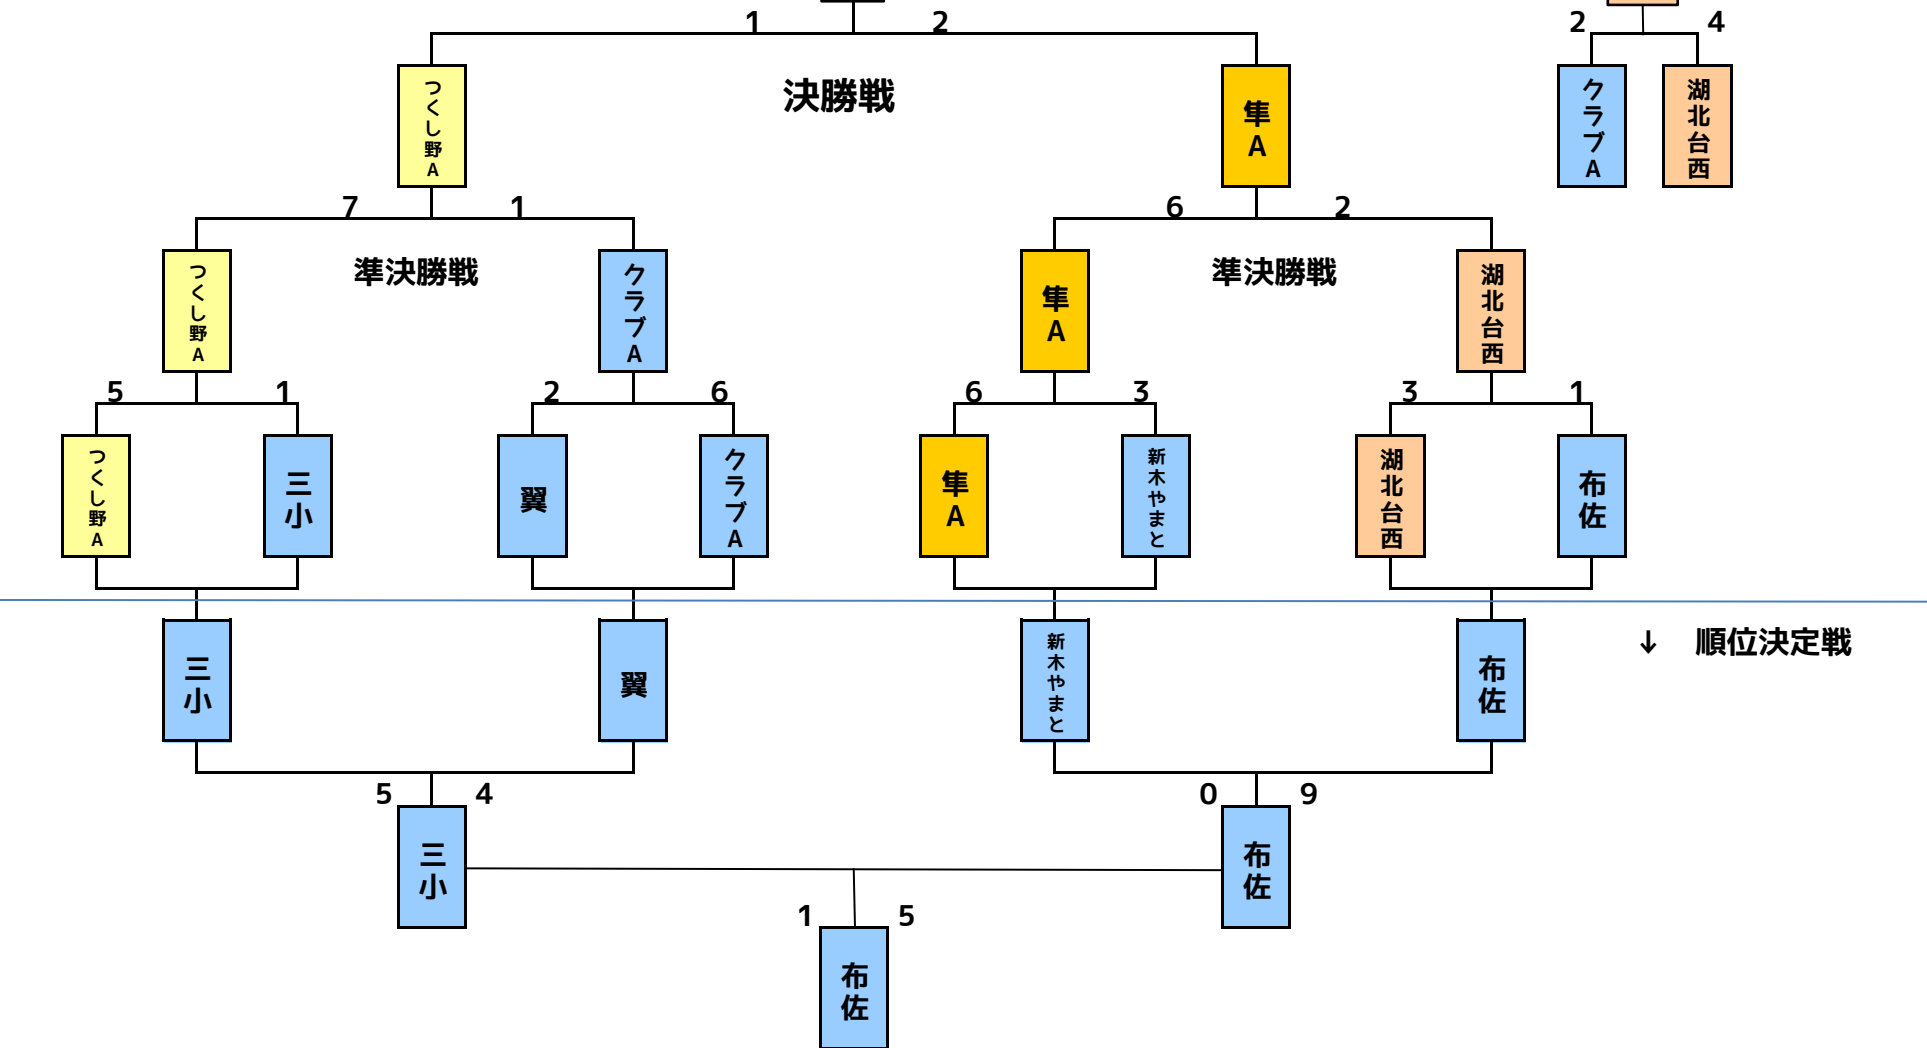 1 2
2 4
つくし野A
決勝戦
隼A
クラブA
湖北台西
7 1
6 2
つくし野A
準決勝戦
クラブA
隼A
準決勝戦
湖北台西
5 1
2 6
6 3
3 1
つくし野A
三小
翼
クラブA
隼A
新木やまと
湖北台西
布佐
三小
翼
新木やまと
布佐
↓ 順位決定戦
5 4
0 9
三小
布佐
1 5
布佐